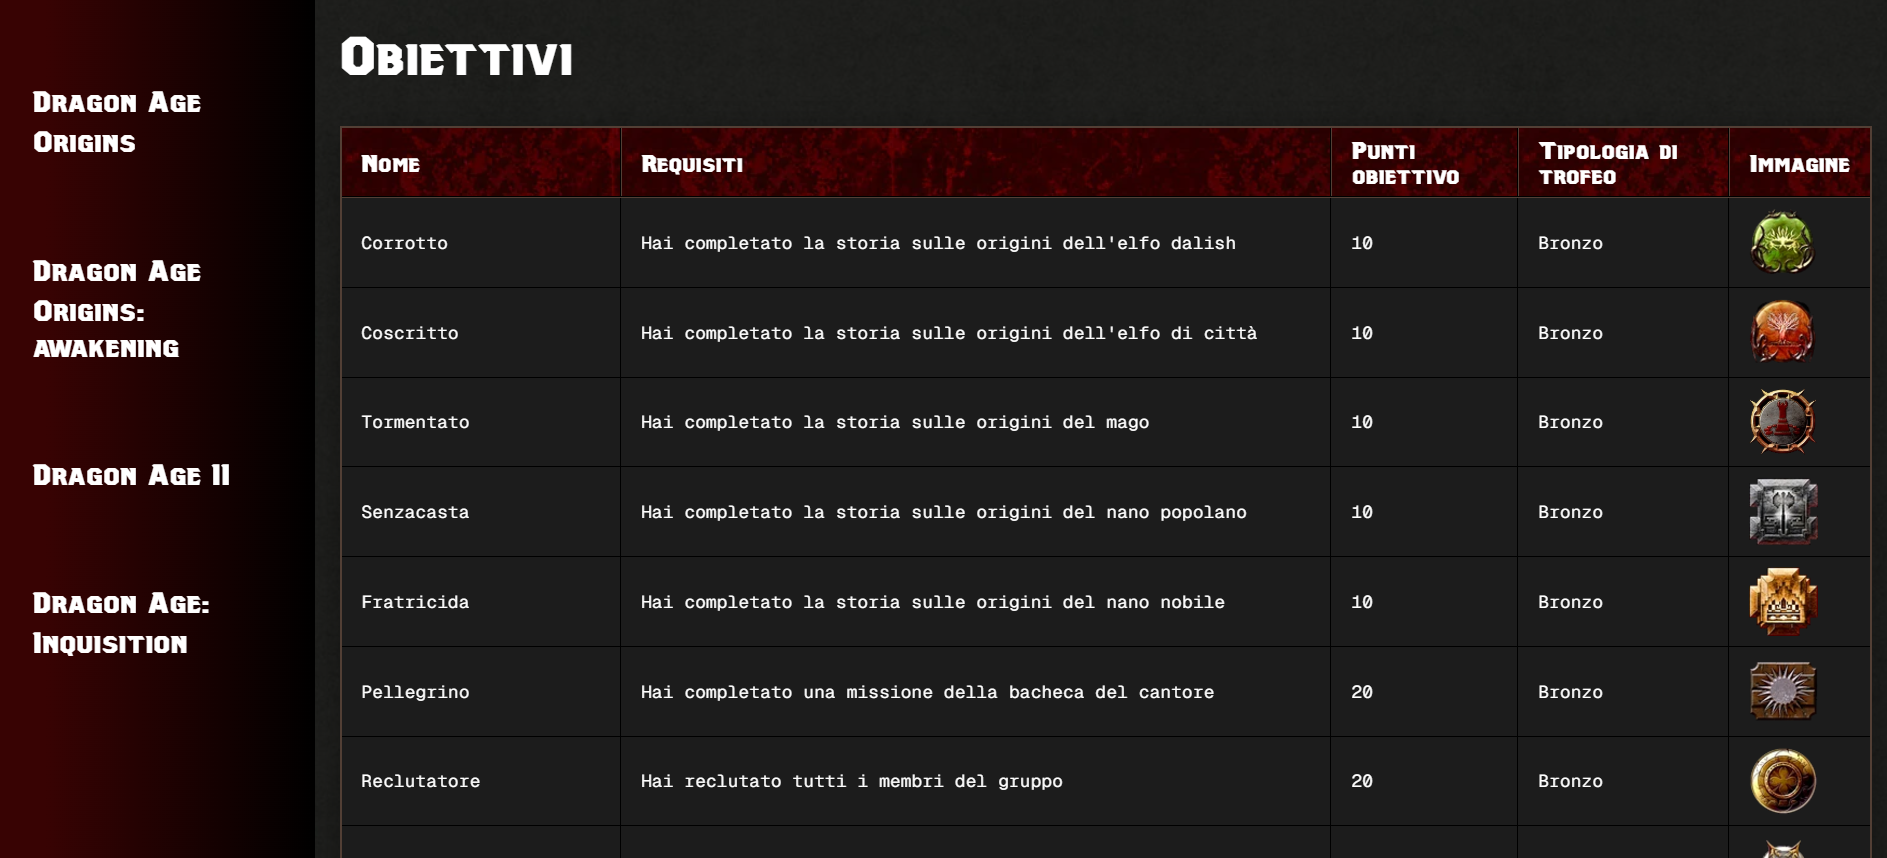 Dragon Age
Origins
Dragon Age
Origins:
awakening
Dragon Age II
Dragon Age:
Inquisition
Obiettivi
Nome Requisiti Punti obiettivo Tipologia di trofeo Immagine
Corrotto Hai completato la storia sulle origini dell'elfo dalish 10 Bronzo
Coscritto Hai completato la storia sulle origini dell'elfo di città 10 Bronzo
Tormentato Hai completato la storia sulle origini del mago 10 Bronzo
Senzacasta Hai completato la storia sulle origini del nano popolano 10 Bronzo
Fratricida Hai completato la storia sulle origini del nano nobile 10 Bronzo
Pellegrino Hai completato una missione della bacheca del cantore 20 Bronzo
Reclutatore Hai reclutato tutti i membri del gruppo 20 Bronzo